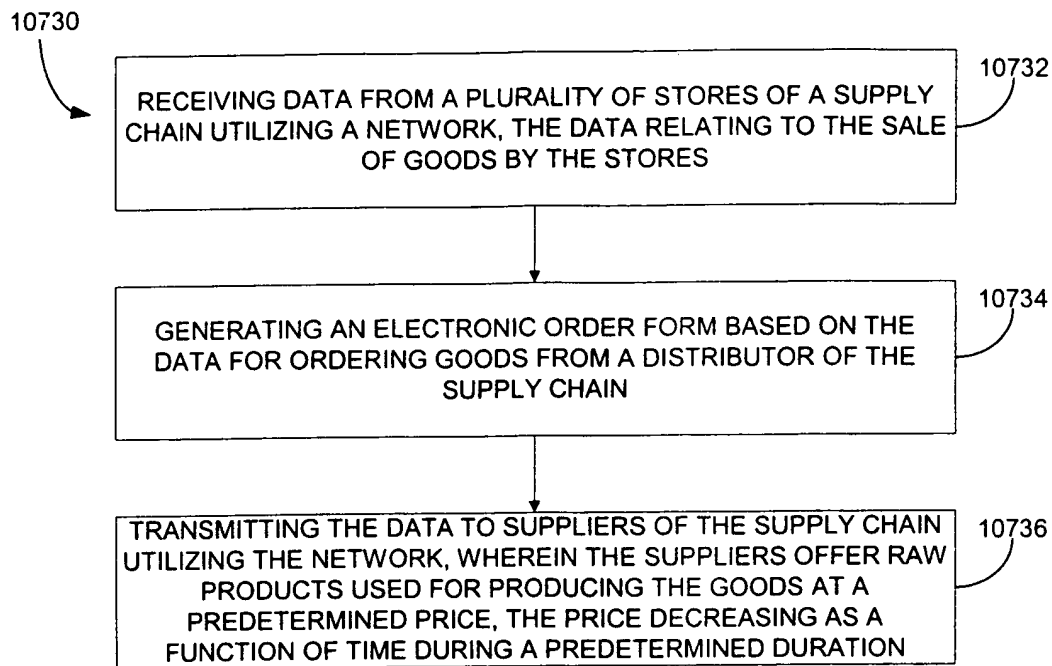 10730
10732
RECEIVING DATA FROM A PLURALITY OF STORES OF A SUPPLY
CHAIN UTILIZING A NETWORK, THE DATA RELATING TO THE SALE
OF GOODS BY THE STORES
10734
GENERATING AN ELECTRONIC ORDER FORM BASED ON THE
DATA FOR ORDERING GOODS FROM A DISTRIBUTOR OF THE
SUPPLY CHAIN
10736
TRANSMITTING THE DATA TO SUPPLIERS OF THE SUPPLY CHAIN
UTILIZING THE NETWORK, WHEREIN THE SUPPLIERS OFFER RAW
PRODUCTS USED FOR PRODUCING THE GOODS AT A
PREDETERMINED PRICE, THE PRICE DECREASING AS A
FUNCTION OF TIME DURING A PREDETERMINED DURATION